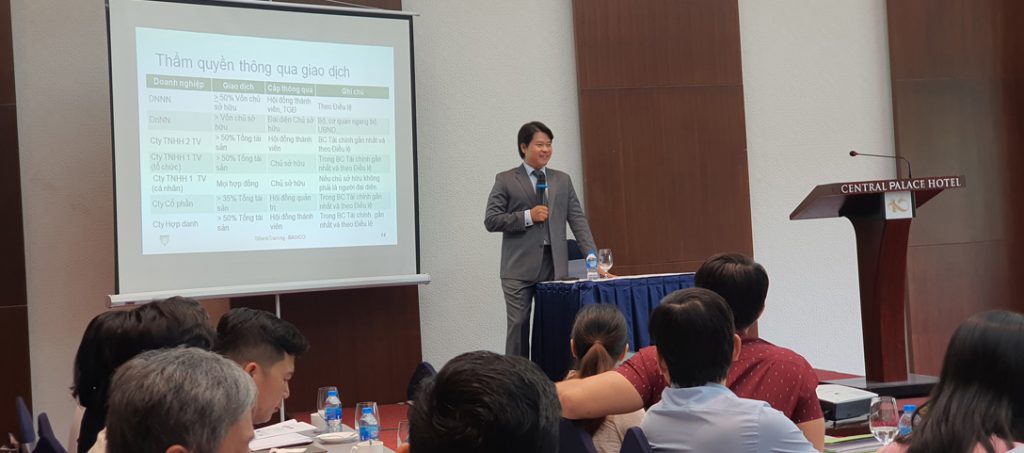 Thẩm quyền thông qua giao dịch
Doanh nghiệp Giao dịch Cấp thông quá Ghi chú
DNNN ≥ 50% Vốn chủ sở hữu Hội đồng thành viên, TGĐ Theo Điều lệ
DNNN > Vốn chủ sở hữu Đại diện Chủ sở hữu Bộ, cơ quan ngang bộ, UBND
Cty TNHH 2 TV > 50% Tổng tài sản Hội đồng thành viên BC Tài chính gần nhất và theo Điều lệ
Cty TNHH 1 TV (tổ chức) > 50% Tổng tài sản Chủ sở hữu Trong BC Tài chính gần nhất và theo Điều lệ
Cty TNHH 1 TV (cá nhân) Mọi hợp đồng Chủ sở hữu Nếu chủ sở hữu không phải là người đại diện
Cty Cổ phần > 35% Tổng tài sản Hội đồng quản trị Trong BC Tài chính gần nhất và theo Điều lệ
Cty Hợp danh > 50% Tổng tài sản Hội đồng thành viên Trong BC Tài chính gần nhất và theo Điều lệ
CENTRAL PALACE HOTEL